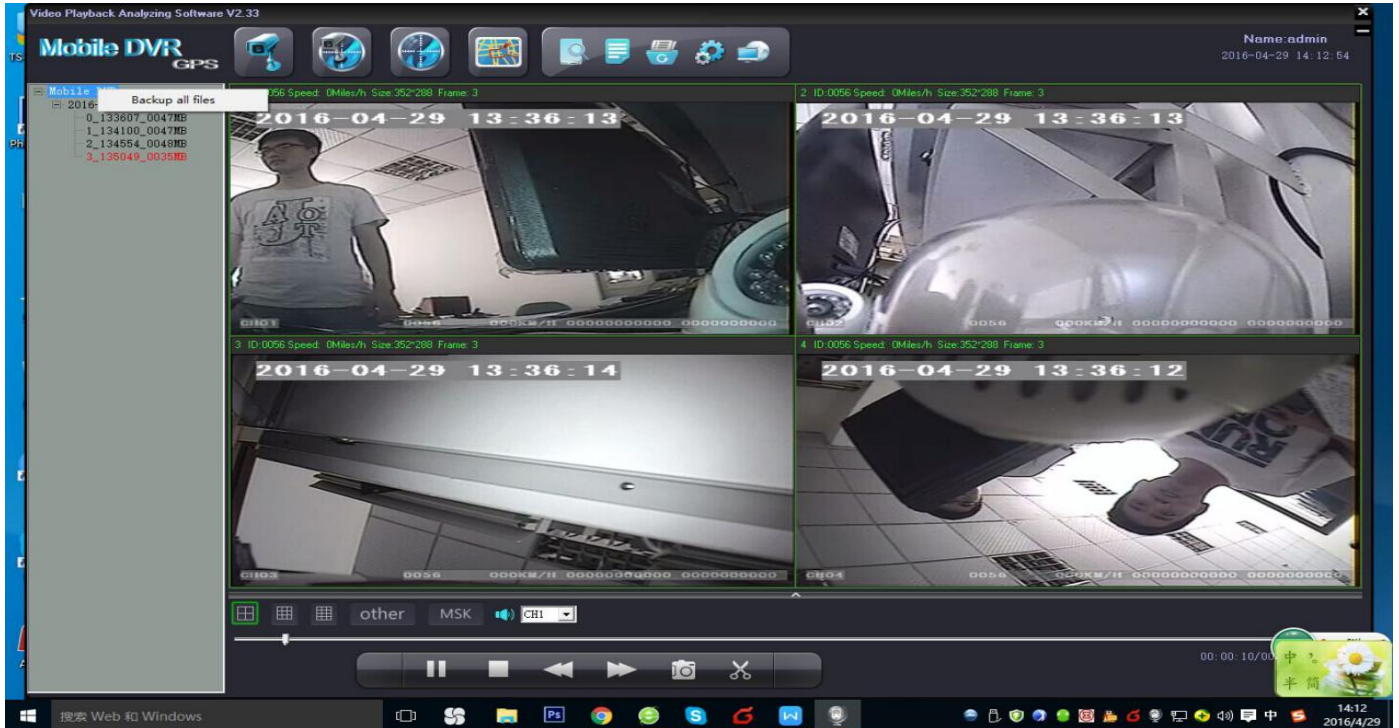 Video Playback Analyzing Software V2.33
Mobile DVR
GPS
Name:admin
2016-04-29 14:12:54
Mobile
Backup all files
2016-
0_133607_0047MB
1_134100_0047MB
2_134554_0048MB
3_135049_0035MB
0056 Speed: 0Miles/h Size:352*288 Frame: 3
2016-04-29 13:36:13
CH01 0056 000KM/H 00000000000 0000000000
2 ID:0056 Speed: 0Miles/h Size:352*288 Frame: 3
2016-04-29 13:36:13
CH02 0056 000KM/H 00000000000 0000000000
3 ID:0056 Speed: 0Miles/h Size:352*288 Frame: 3
2016-04-29 13:36:14
CH03 0056 000KM/H 00000000000 0000000000
4 ID:0056 Speed: 0Miles/h Size:352*288 Frame: 3
2016-04-29 13:36:12
CH04 0056 000KM/H 00000000000 0000000000
other MSK CH1
00:00:10/00
中
半 简
搜索 Web 和 Windows
Ps
中
14:12
2016/4/29